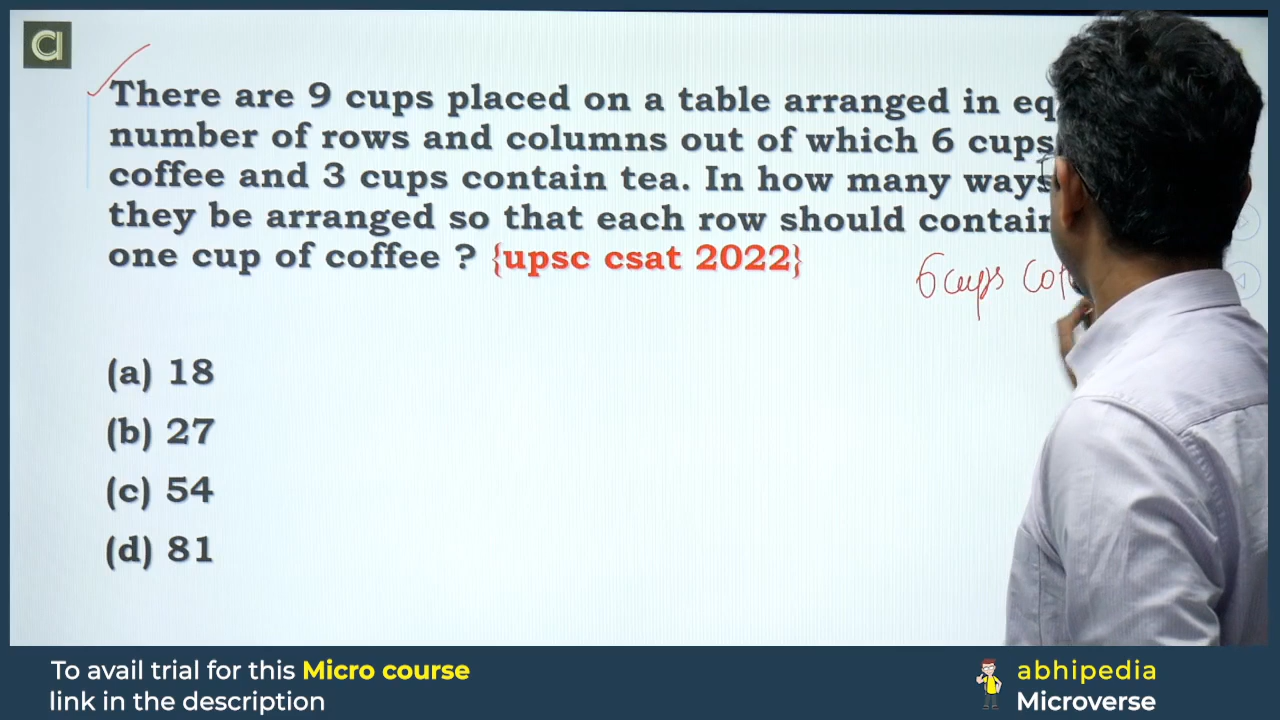 There are 9 cups placed on a table arranged in eq
number of rows and columns out of which 6 cups
coffee and 3 cups contain tea. In how many ways
they be arranged so that each row should contain
one cup of coffee ? {upsc csat 2022}
6 cups Cof
(a) 18
(b) 27
(c) 54
(d) 81
To avail trial for this Micro course
link in the description
abhipedia
Microverse